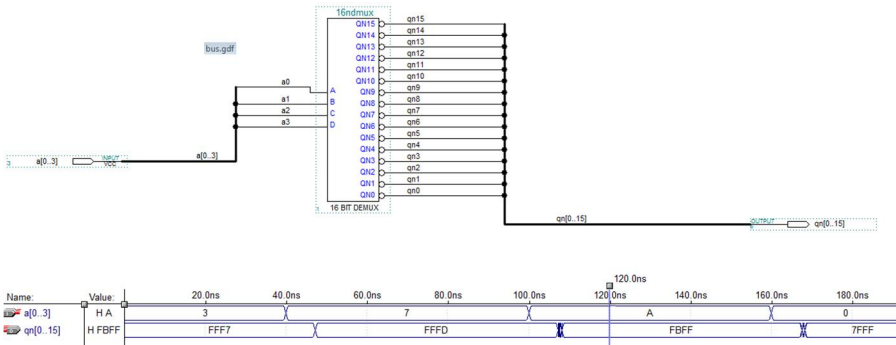 16ndmux
bus.gdf
QN15 qn15
QN14 qn14
QN13 qn13
QN12 qn12
QN11 qn11
QN10 qn10
a0 A QN9 qn9
a1 B QN8 qn8
a2 C QN7 qn7
a3 D QN6 qn6
QN5 qn5
QN4 qn4
QN3 qn3
QN2 qn2
QN1 qn1
QN0 qn0
16 BIT DEMUX
a[0..3] INPUT VCC a[0..3]
qn[0..15] OUTPUT qn[0..15]
120.0ns
Name: Value: 20.0ns 40.0ns 60.0ns 80.0ns 100.0ns 120.0ns 140.0ns 160.0ns 180.0ns
a[0..3] H A 3 7 A 0
qn[0..15] H FBFF FFF7 FFFD FBFF 7FFF